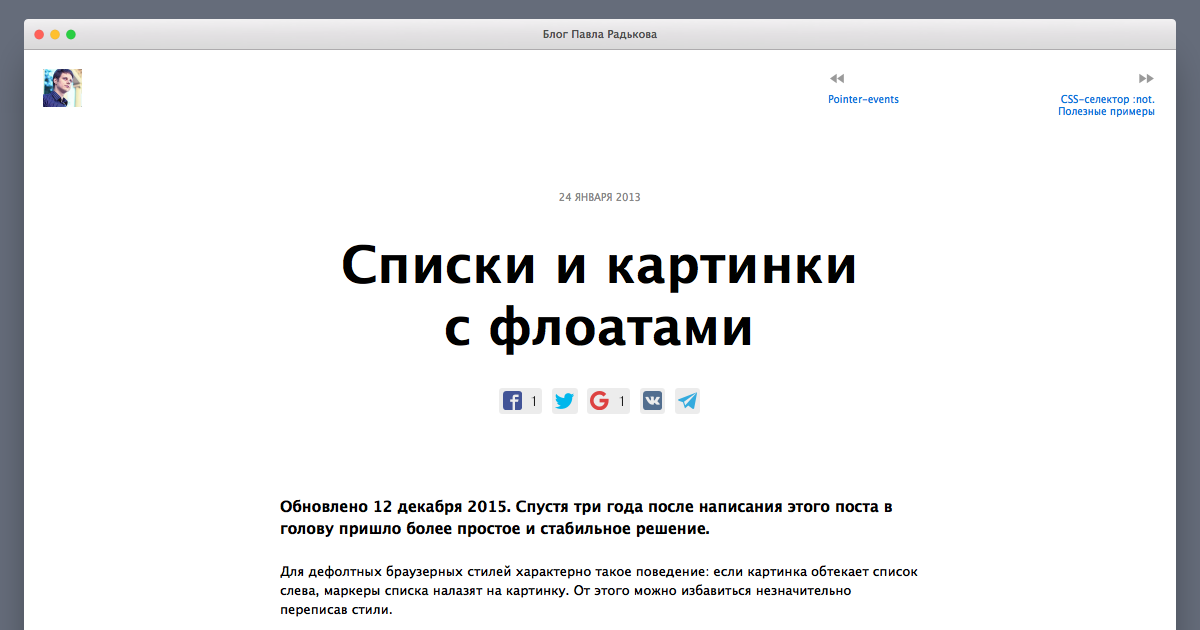 Блог Павла Радькова
Pointer-events
CSS-селектор :not.
Полезные примеры
24 ЯНВАРЯ 2013
Списки и картинки
с флоатами
1
1
Обновлено 12 декабря 2015. Спустя три года после написания этого поста в
голову пришло более простое и стабильное решение.
Для дефолтных браузерных стилей характерно такое поведение: если картинка обтекает список
слева, маркеры списка налазят на картинку. От этого можно избавиться незначительно
переписав стили.